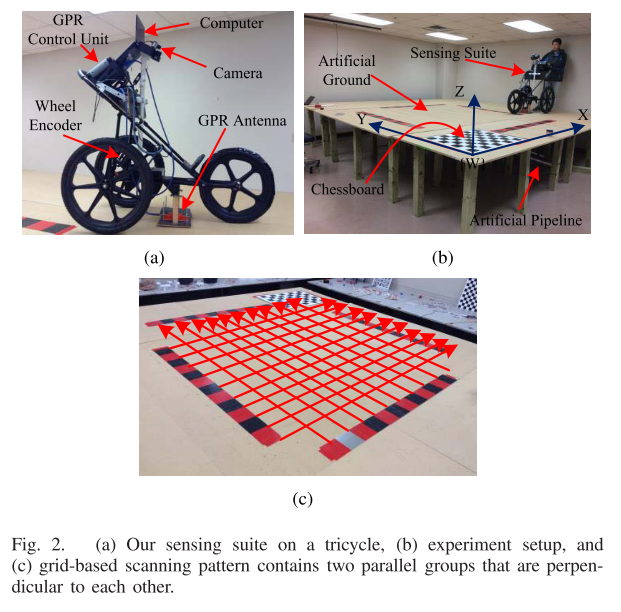 GPR
Control Unit
Computer
Camera
Wheel
Encoder
GPR Antenna
(a)
Sensing Suite
Artificial
Ground
Z
Y
X
{W}
Chessboard
Artificial Pipeline
(b)
(c)
Fig. 2. (a) Our sensing suite on a tricycle, (b) experiment setup, and
(c) grid-based scanning pattern contains two parallel groups that are perpen-
dicular to each other.